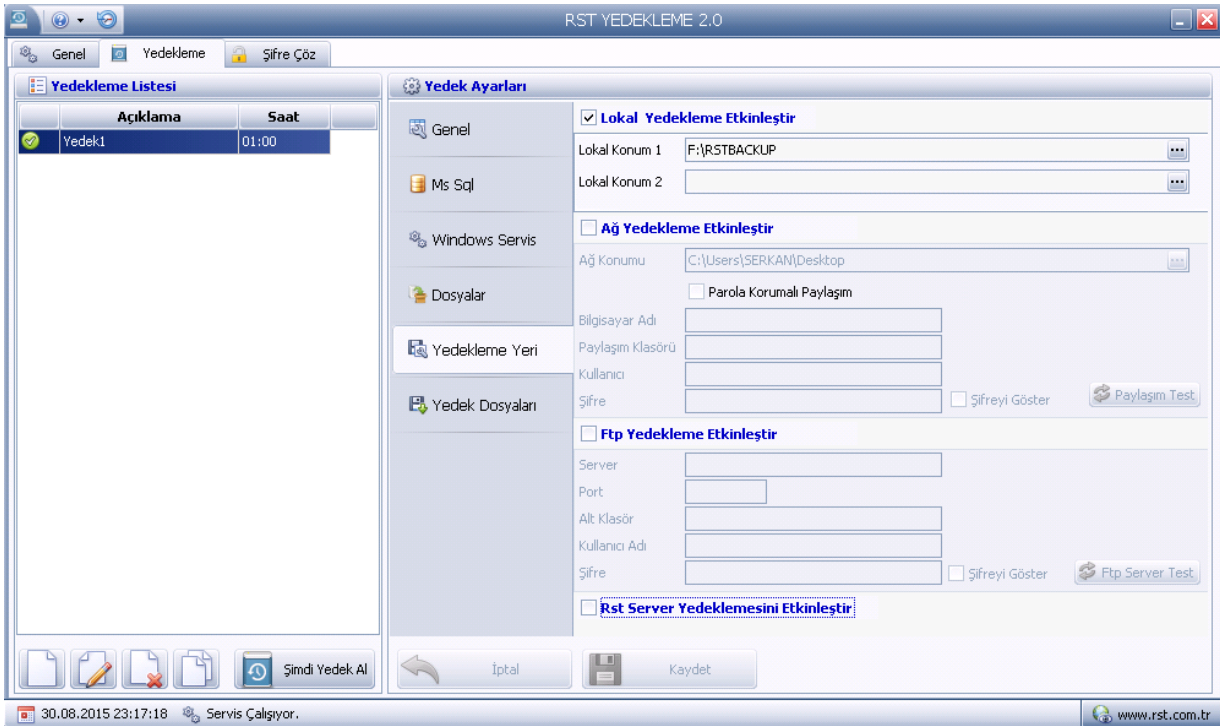 RST YEDEKLEME 2.0
Genel
Yedekleme
Şifre Çöz
Yedekleme Listesi
Açıklama Saat
Yedek1 01:00
Şimdi Yedek Al
Yedek Ayarları
Genel
Ms Sql
Windows Servis
Dosyalar
Yedekleme Yeri
Yedek Dosyaları
Lokal Yedekleme Etkinleştir
Lokal Konum 1 F:\RSTBACKUP
Lokal Konum 2
Ağ Yedekleme Etkinleştir
Ağ Konumu C:\Users\SERKAN\Desktop
Parola Korumalı Paylaşım
Bilgisayar Adı
Paylaşım Klasörü
Kullanıcı
Şifre Şifreyi Göster Paylaşım Test
Ftp Yedekleme Etkinleştir
Server
Port
Alt Klasör
Kullanıcı Adı
Şifre Şifreyi Göster Ftp Server Test
Rst Server Yedeklemesini Etkinleştir
İptal Kaydet
30.08.2015 23:17:18 Servis Çalışıyor. www.rst.com.tr